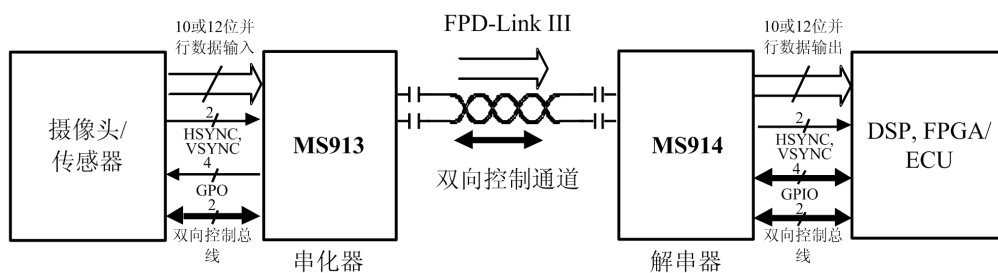 FPD-Link III
10或12位并
行数据输入
10或12位并
行数据输出
摄像头/
传感器
2
HSYNC,
VSYNC
4
GPO
2
双向控制总
线
MS913
串化器
双向控制通道
MS914
解串器
2
HSYNC,
VSYNC
4
GPIO
2
双向控制总
线
DSP, FPGA/
ECU